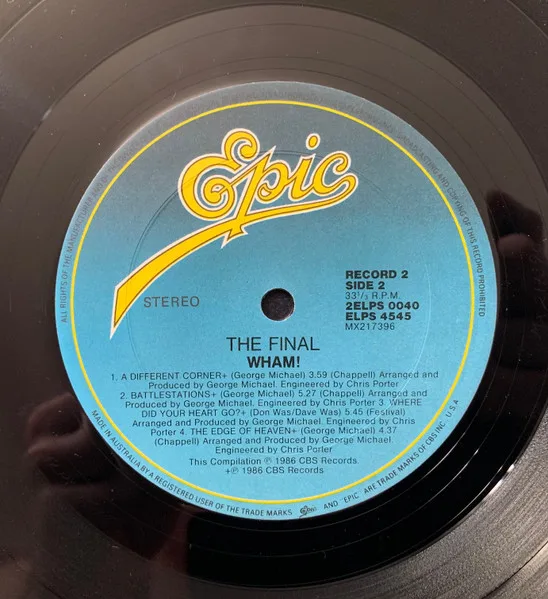 Epic
STEREO
RECORD 2
SIDE 2
33 1/3 R.P.M.
2ELPS 0040
ELPS 4545
MX217396
THE FINAL
WHAM!
1. A DIFFERENT CORNER+ (George Michael) 3.59 (Chappell) Arranged and
Produced by George Michael. Engineered by Chris Porter
2. BATTLESTATIONS+ (George Michael) 5.27 (Chappell) Arranged and
Produced by George Michael. Engineered by Chris Porter 3. WHERE
DID YOUR HEART GO?+ (Don Was/Dave Was) 5.45 (Festival)
Arranged and Produced by George Michael. Engineered by Chris
Porter 4. THE EDGE OF HEAVEN+ (George Michael) 4.37
(Chappell) Arranged and Produced by George Michael.
Engineered by Chris Porter
This Compilation ℗ 1986 CBS Records.
+℗ 1986 CBS Records.
ALL RIGHTS OF THE MANUFACTURER AND
AND COPYING OF THIS RECORD PROHIBITED
MADE IN AUSTRALIA BY A REGISTERED USER OF THE TRADE MARKS Epic AND "EPIC" ARE TRADE MARKS OF CBS INC. U.S.A.